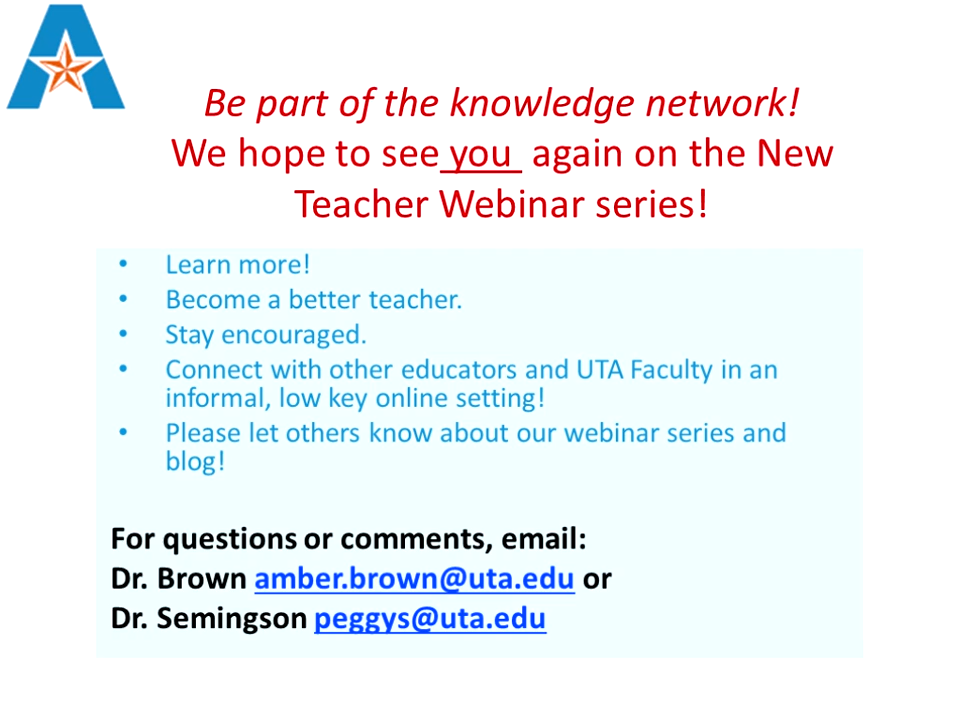 Be part of the knowledge network!
We hope to see you again on the New
Teacher Webinar series!
• Learn more!
• Become a better teacher.
• Stay encouraged.
• Connect with other educators and UTA Faculty in an
informal, low key online setting!
• Please let others know about our webinar series and
blog!
For questions or comments, email:
Dr. Brown amber.brown@uta.edu or
Dr. Semingson peggys@uta.edu